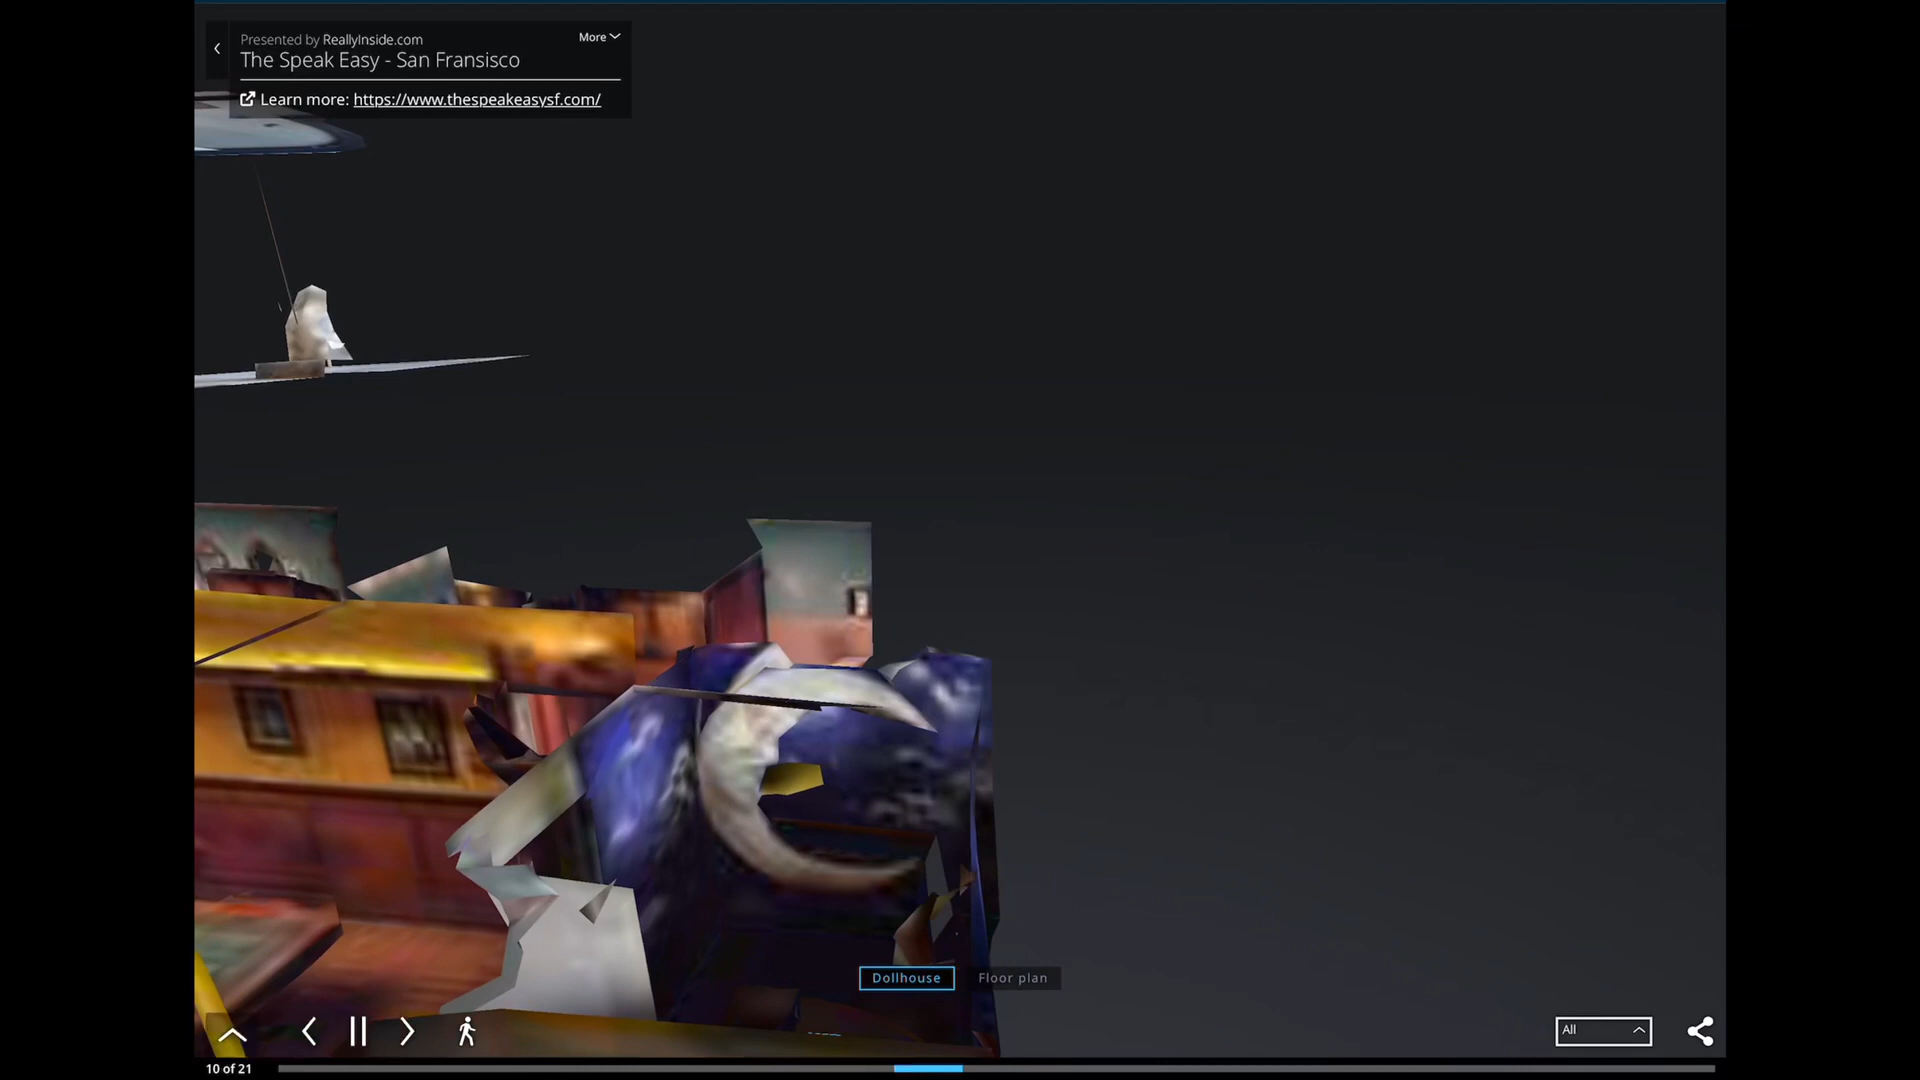 Presented by ReallyInside.com
More
The Speak Easy - San Fransisco
Learn more: https://www.thespeakeasysf.com/
Dollhouse
Floor plan
All
10 of 21